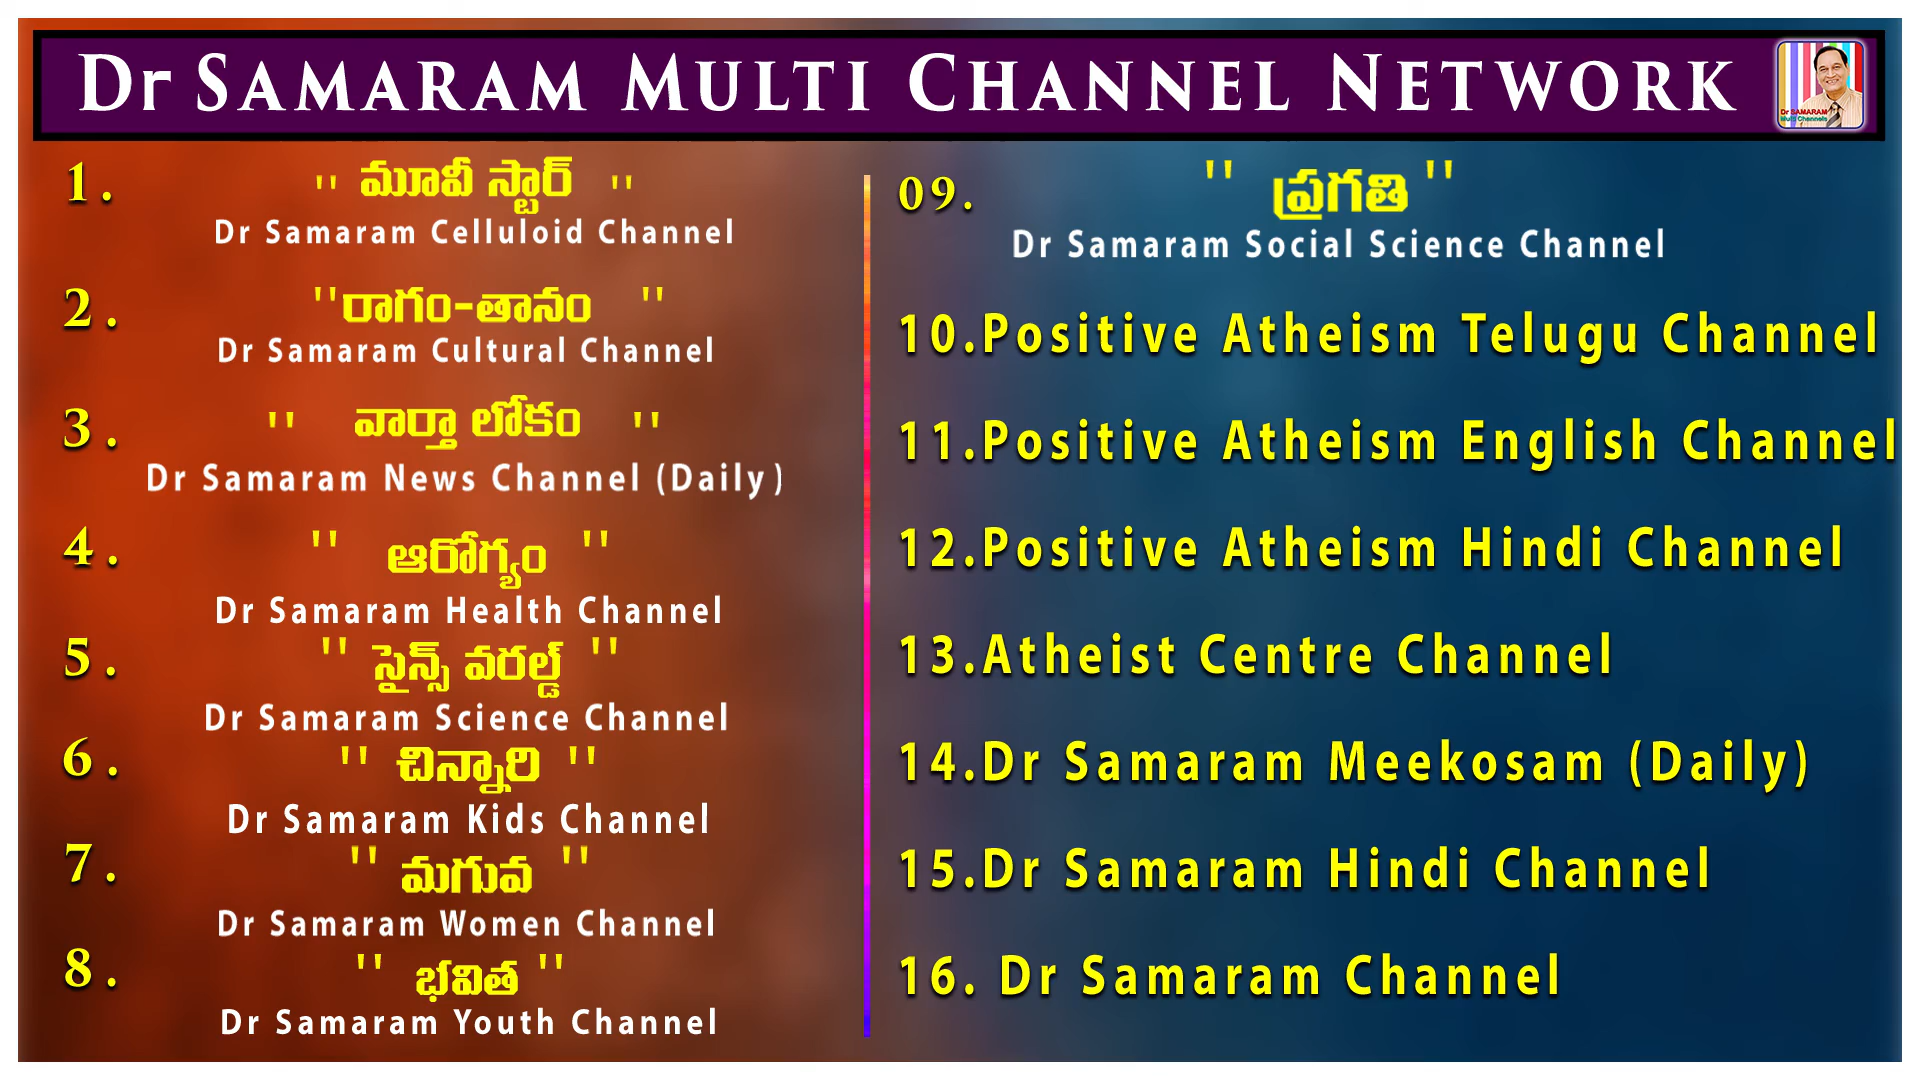 Dr SAMARAM MULTI CHANNEL NETWORK
Dr SAMARAM
Multi Channels
1. '' మూవీ స్టార్ ''
Dr Samaram Celluloid Channel
2. ''రాగం-తానం ''
Dr Samaram Cultural Channel
3. '' వార్తా లోకం ''
Dr Samaram News Channel (Daily)
4. '' ఆరోగ్యం ''
Dr Samaram Health Channel
5. '' సైన్స్ వరల్డ్ ''
Dr Samaram Science Channel
6. '' చిన్నారి ''
Dr Samaram Kids Channel
7. '' మగువ ''
Dr Samaram Women Channel
8. '' భవిత ''
Dr Samaram Youth Channel
09. '' ప్రగతి ''
Dr Samaram Social Science Channel
10.Positive Atheism Telugu Channel
11.Positive Atheism English Channel
12.Positive Atheism Hindi Channel
13.Atheist Centre Channel
14.Dr Samaram Meekosam (Daily)
15.Dr Samaram Hindi Channel
16. Dr Samaram Channel